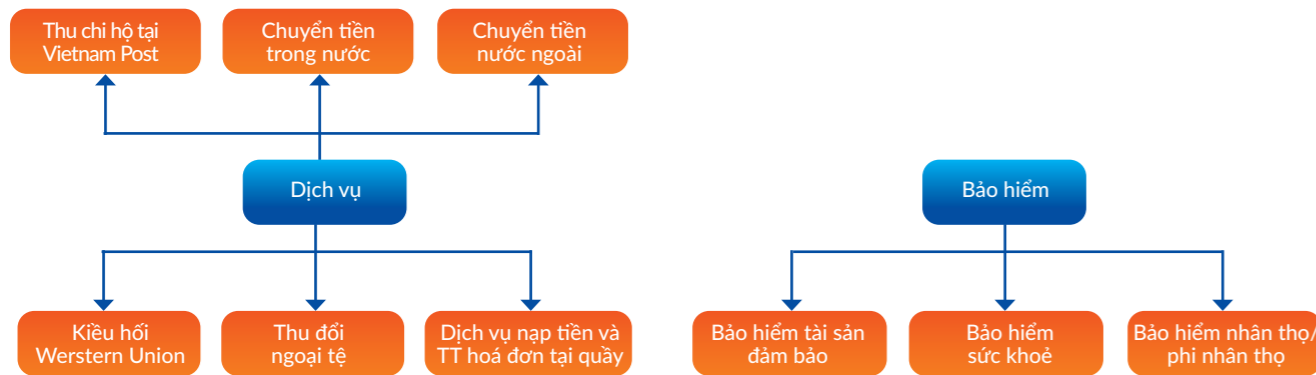 Thu chi hộ tại
Vietnam Post
Chuyển tiền
trong nước
Chuyển tiền
nước ngoài
Dịch vụ
Bảo hiểm
Kiều hối
Werstern Union
Thu đổi
ngoại tệ
Dịch vụ nạp tiền và
TT hoá đơn tại quầy
Bảo hiểm tài sản
đảm bảo
Bảo hiểm
sức khoẻ
Bảo hiểm nhân thọ/
phi nhân thọ